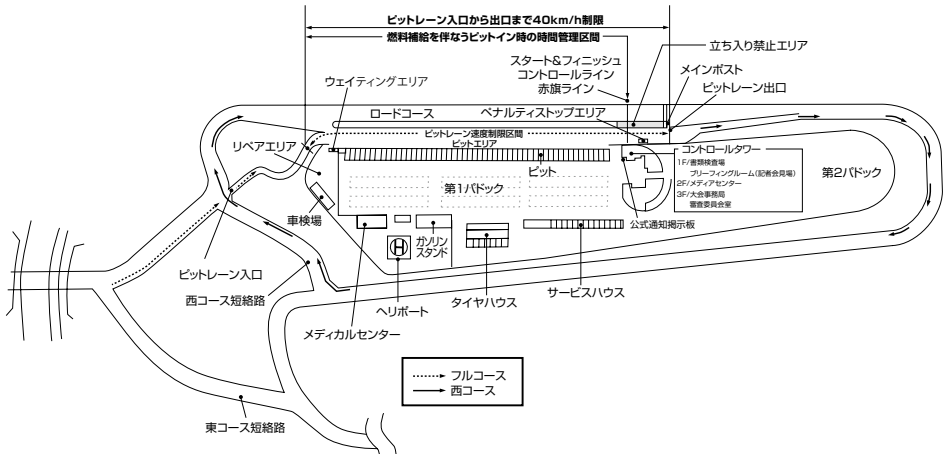 ピットレーン入口から出口まで40km/h制限
燃料補給を伴なうピットイン時の時間管理区間
立ち入り禁止エリア
スタート&フィニッシュ
コントロールライン
赤旗ライン
メインポスト
ピットレーン出口
ウェイティングエリア
ロードコース
ペナルティストップエリア
ピットレーン速度制限区間
ピットエリア
リペアエリア
ピット
コントロールタワー
1F/書類検査場
ブリーフィングルーム(記者会見場)
2F/メディアセンター
3F/大会事務局
審査委員会室
第1パドック
第2パドック
車検場
公式通知掲示板
ガソリン
スタンド
H
ピットレーン入口
西コース短絡路
ヘリポート
タイヤハウス
サービスハウス
メディカルセンター
フルコース
西コース
東コース短絡路